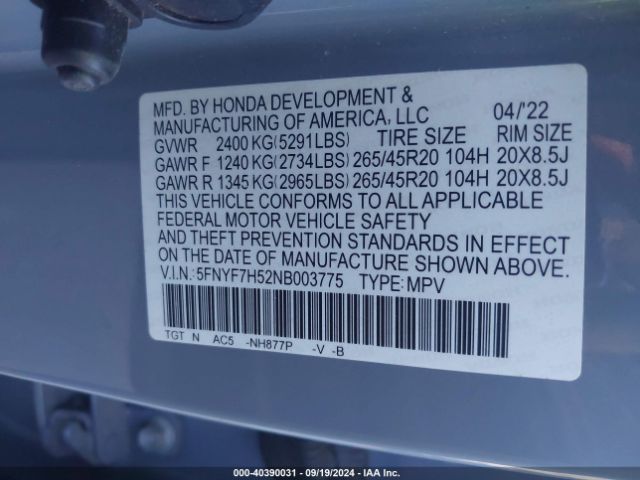 MFD. BY HONDA DEVELOPMENT &
MANUFACTURING OF AMERICA, LLC 04/'22
GVWR 2400 KG(5291LBS) TIRE SIZE RIM SIZE
GAWR F 1240 KG(2734LBS) 265/45R20 104H 20X8.5J
GAWR R 1345 KG(2965LBS) 265/45R20 104H 20X8.5J
THIS VEHICLE CONFORMS TO ALL APPLICABLE
FEDERAL MOTOR VEHICLE SAFETY
AND THEFT PREVENTION STANDARDS IN EFFECT
ON THE DATE OF MANUFACTURE SHOWN ABOVE.
V.I.N.:5FNYF7H52NB003775 TYPE:MPV
TGT N AC5 -NH877P -V -B
000-40390031 - 09/19/2024 - IAA Inc.